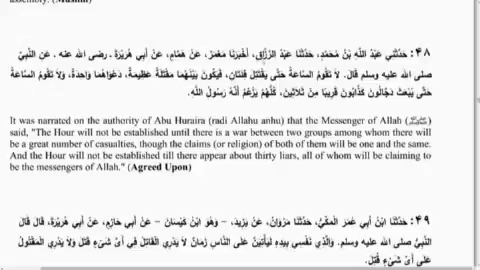 assembly. (Muslim)
٤٨: حَدَّثَنِي عَبْدُ اللَّهِ بْنُ مُحَمَّدٍ، حَدَّثَنَا عَبْدُ الرَّزَّاقِ، أَخْبَرَنَا مَعْمَرٌ، عَنْ هَمَّامٍ، عَنْ أَبِي هُرَيْرَةَ ـ رضى الله عنه ـ عَنِ النَّبِيِّ
صلى الله عليه وسلم قَالَ. لاَ تَقُومُ السَّاعَةُ حَتَّى يَقْتَتِلَ فِئَتَانِ، فَيَكُونَ بَيْنَهُمَا مَقْتَلَةٌ عَظِيمَةٌ، دَعْوَاهُمَا وَاحِدَةٌ، وَلاَ تَقُومُ السَّاعَةُ
حَتَّى يُبْعَثَ دَجَّالُونَ كَذَّابُونَ قَرِيبًا مِنْ ثَلاَثِينَ، كُلُّهُمْ يَزْعُمُ أَنَّهُ رَسُولُ اللَّهِ.
It was narrated on the authority of Abu Huraira (radi Allahu anhu) that the Messenger of Allah (ﷺ)
said, "The Hour will not be established until there is a war between two groups among whom there will
be a great number of casualties, though the claims (or religion) of both of them will be one and the same.
And the Hour will not be established till there appear about thirty liars, all of whom will be claiming to
be the messengers of Allah." (Agreed Upon)
٤٩: حَدَّثَنَا ابْنُ أَبِي عُمَرَ الْمَكِّيُّ، حَدَّثَنَا مَرْوَانُ، عَنْ يَزِيدَ، – وَهُوَ ابْنُ كَيْسَانَ – عَنْ أَبِي حَازِمٍ، عَنْ أَبِي هُرَيْرَةَ، قَالَ قَالَ
النَّبِيُّ صلى الله عليه وسلم. وَالَّذِي نَفْسِي بِيَدِهِ لَيَأْتِيَنَّ عَلَى النَّاسِ زَمَانٌ لاَ يَدْرِي الْقَاتِلُ فِي أَىِّ شَىْءٍ قَتَلَ وَلاَ يَدْرِي الْمَقْتُولُ
عَلَى أَىِّ شَىْءٍ قُتِلَ.